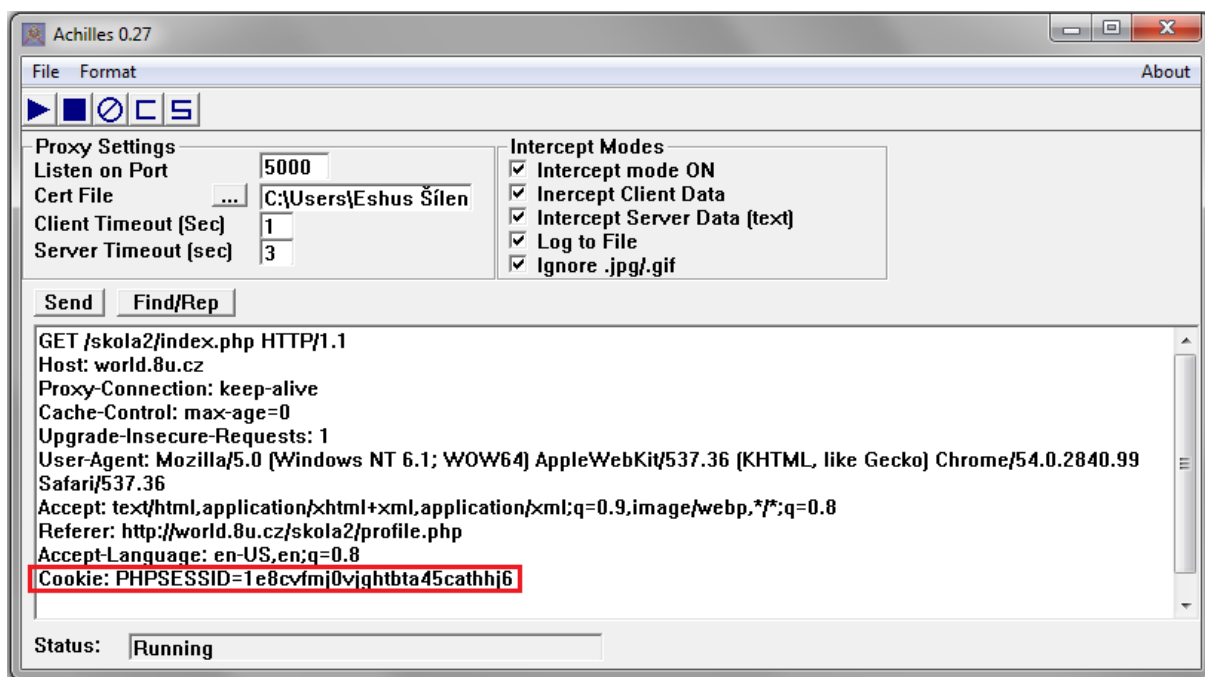 Achilles 0.27
File Format About
Proxy Settings
Listen on Port 5000
Cert File ... C:\Users\Eshus Šílen
Client Timeout (Sec) 1
Server Timeout (sec) 3
Intercept Modes
Intercept mode ON
Inercept Client Data
Intercept Server Data (text)
Log to File
Ignore .jpg/.gif
Send Find/Rep
GET /skola2/index.php HTTP/1.1
Host: world.8u.cz
Proxy-Connection: keep-alive
Cache-Control: max-age=0
Upgrade-Insecure-Requests: 1
User-Agent: Mozilla/5.0 (Windows NT 6.1; WOW64) AppleWebKit/537.36 (KHTML, like Gecko) Chrome/54.0.2840.99
Safari/537.36
Accept: text/html,application/xhtml+xml,application/xml;q=0.9,image/webp,*/*;q=0.8
Referer: http://world.8u.cz/skola2/profile.php
Accept-Language: en-US,en;q=0.8
Cookie: PHPSESSID=1e8cvfmj0vjghtbta45cathhj6
Status: Running